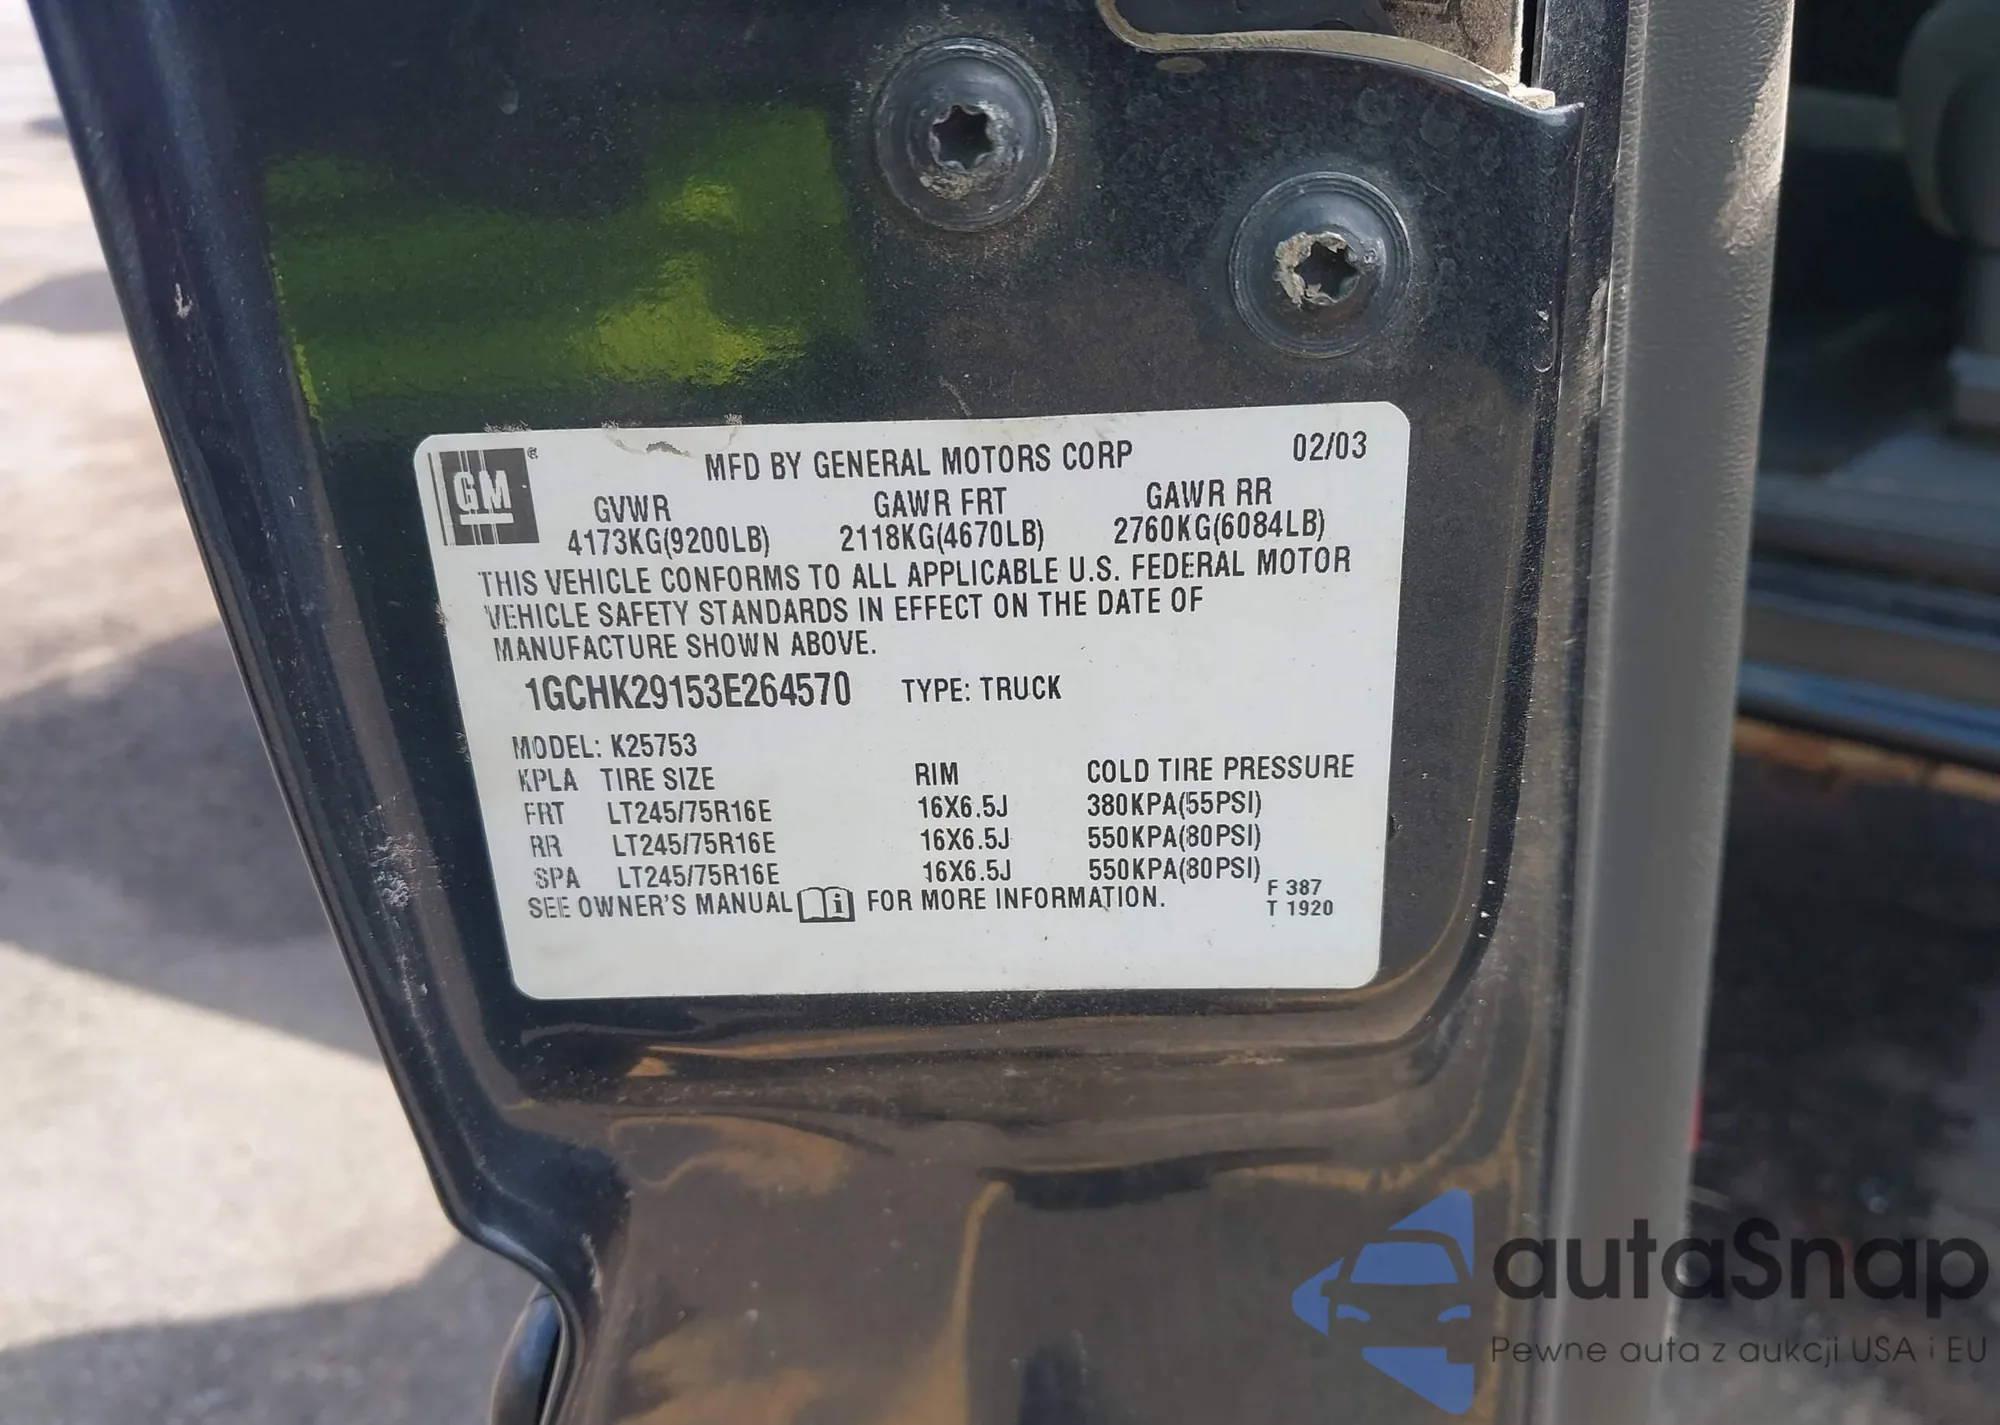 GM ®
MFD BY GENERAL MOTORS CORP 02/03
GVWR GAWR FRT GAWR RR
4173KG(9200LB) 2118KG(4670LB) 2760KG(6084LB)
THIS VEHICLE CONFORMS TO ALL APPLICABLE U.S. FEDERAL MOTOR
VEHICLE SAFETY STANDARDS IN EFFECT ON THE DATE OF
MANUFACTURE SHOWN ABOVE.
1GCHK29153E264570 TYPE: TRUCK
MODEL: K25753
KPLA TIRE SIZE RIM COLD TIRE PRESSURE
FRT LT245/75R16E 16X6.5J 380KPA(55PSI)
RR LT245/75R16E 16X6.5J 550KPA(80PSI)
SPA LT245/75R16E 16X6.5J 550KPA(80PSI)
SEE OWNER'S MANUAL i FOR MORE INFORMATION.
F 387
T 1920
autaSnap
Pewne auta z aukcji USA i EU